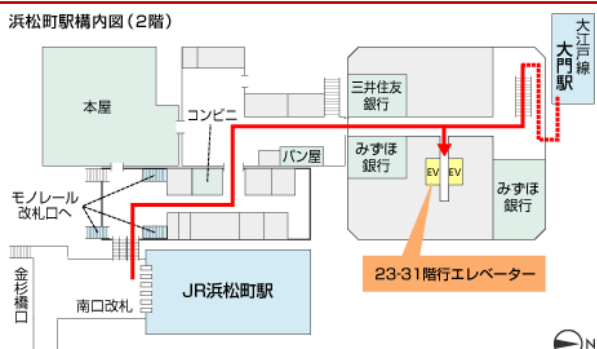 浜松町駅構内図(2階)
大江戸線
大門駅
本屋
コンビニ
三井住友
銀行
パン屋
みずほ
銀行
EV
EV
みずほ
銀行
モノレール
改札口へ
金杉橋口
南口改札
JR浜松町駅
23-31階行エレベーター
N